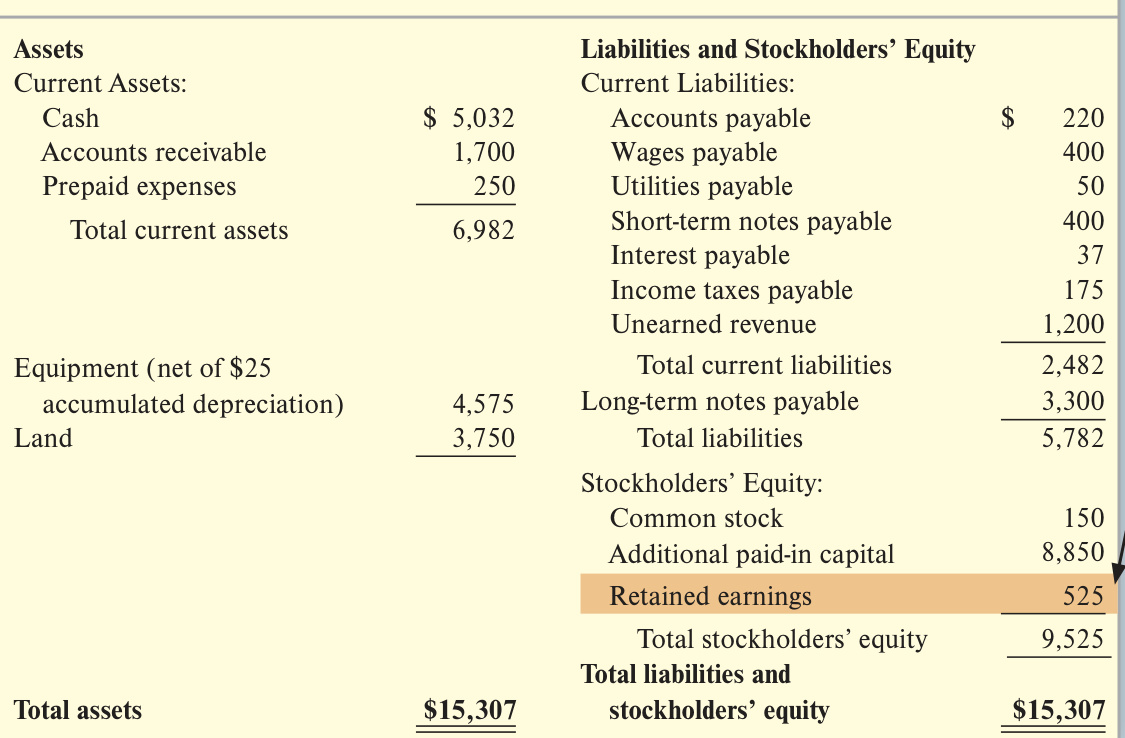 Assets
Current Assets:
Cash $ 5,032
Accounts receivable 1,700
Prepaid expenses 250
Total current assets 6,982
Equipment (net of $25
accumulated depreciation) 4,575
Land 3,750
Total assets $15,307
Liabilities and Stockholders’ Equity
Current Liabilities:
Accounts payable $ 220
Wages payable 400
Utilities payable 50
Short-term notes payable 400
Interest payable 37
Income taxes payable 175
Unearned revenue 1,200
Total current liabilities 2,482
Long-term notes payable 3,300
Total liabilities 5,782
Stockholders’ Equity:
Common stock 150
Additional paid-in capital 8,850
Retained earnings 525
Total stockholders’ equity 9,525
Total liabilities and
stockholders’ equity $15,307